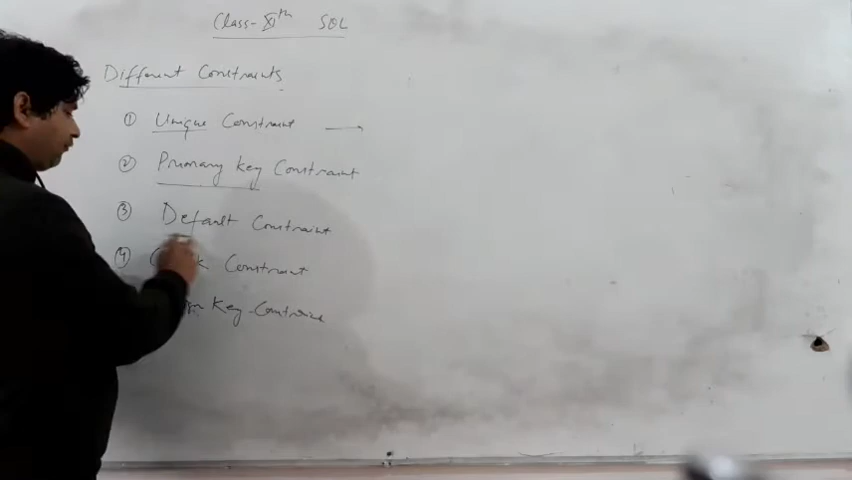 Class-XIth SQL
Different Constraints
① Unique Constraint →
② Primary Key Constraint
③ Default Constraint
④ Constraint
Key Constraint